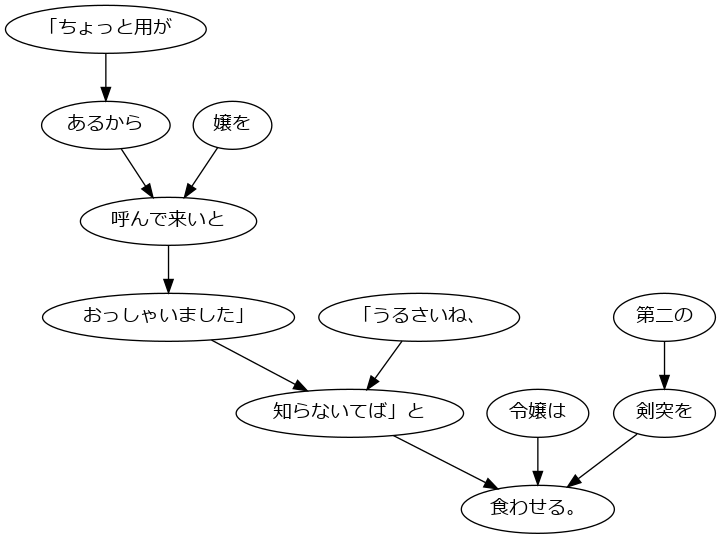 「ちょっと用が
あるから
嬢を
呼んで来いと
おっしゃいました」
「うるさいね、
第二の
知らないてば」と
令嬢は
剣突を
食わせる。